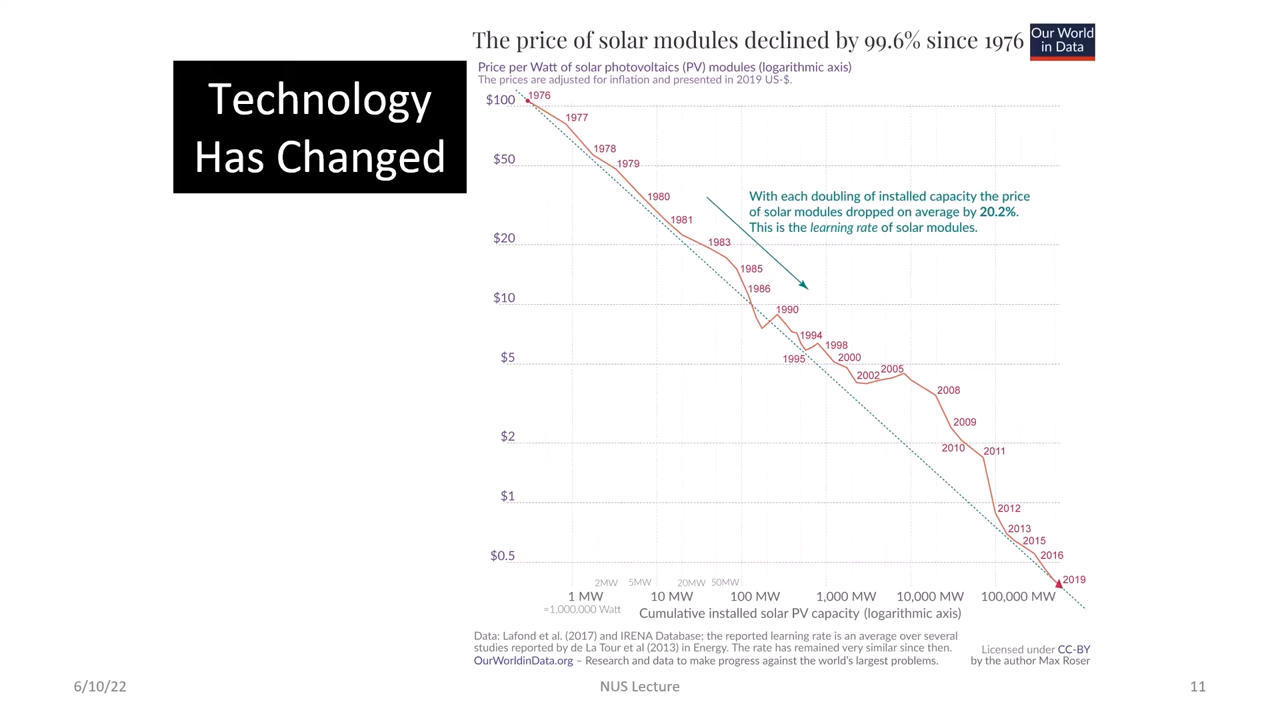 Technology
Has Changed
The price of solar modules declined by 99.6% since 1976
Our World
in Data
Price per Watt of solar photovoltaics (PV) modules (logarithmic axis)
The prices are adjusted for inflation and presented in 2019 US-$.
$100
$50
$20
$10
$5
$2
$1
$0.5
1976
1977
1978
1979
1980
1981
1983
1985
1986
1990
1994
1995
1998
2000
2002
2005
2008
2009
2010
2011
2012
2013
2015
2016
2019
With each doubling of installed capacity the price
of solar modules dropped on average by 20.2%.
This is the learning rate of solar modules.
2MW 5MW 20MW 50MW
1 MW 10 MW 100 MW 1,000 MW 10,000 MW 100,000 MW
=1,000,000 Watt
Cumulative installed solar PV capacity (logarithmic axis)
Data: Lafond et al. (2017) and IRENA Database; the reported learning rate is an average over several
studies reported by de La Tour et al (2013) in Energy. The rate has remained very similar since then.
OurWorldinData.org – Research and data to make progress against the world's largest problems.
Licensed under CC-BY
by the author Max Roser
6/10/22
NUS Lecture
11